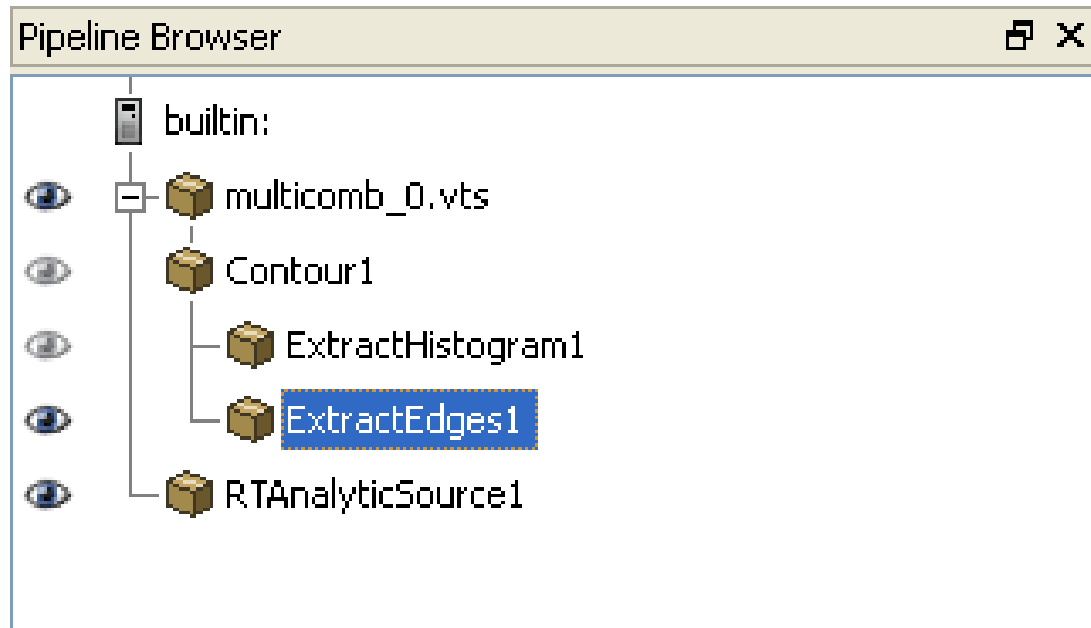 Pipeline Browser
builtin:
multicomb_0.vts
Contour1
ExtractHistogram1
ExtractEdges1
RTAnalyticSource1